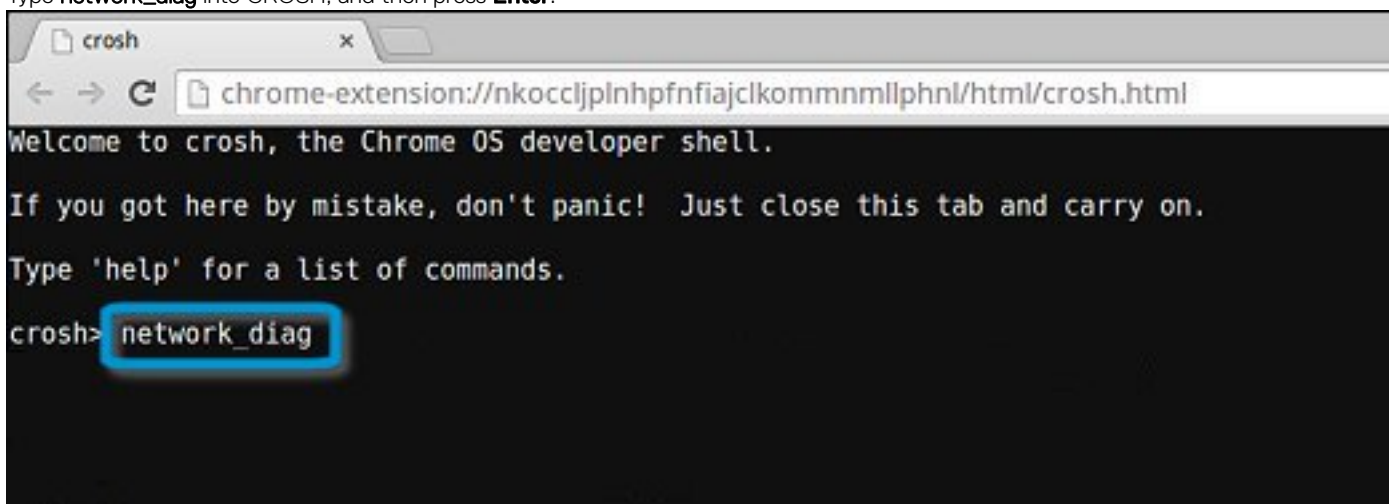 Type network_diag into CROSH, and then press Enter.
crosh
chrome-extension://nkoccljplnhpfnfiajclkommnmllphnl/html/crosh.html
Welcome to crosh, the Chrome OS developer shell.
If you got here by mistake, don't panic!  Just close this tab and carry on.
Type 'help' for a list of commands.
crosh> network_diag